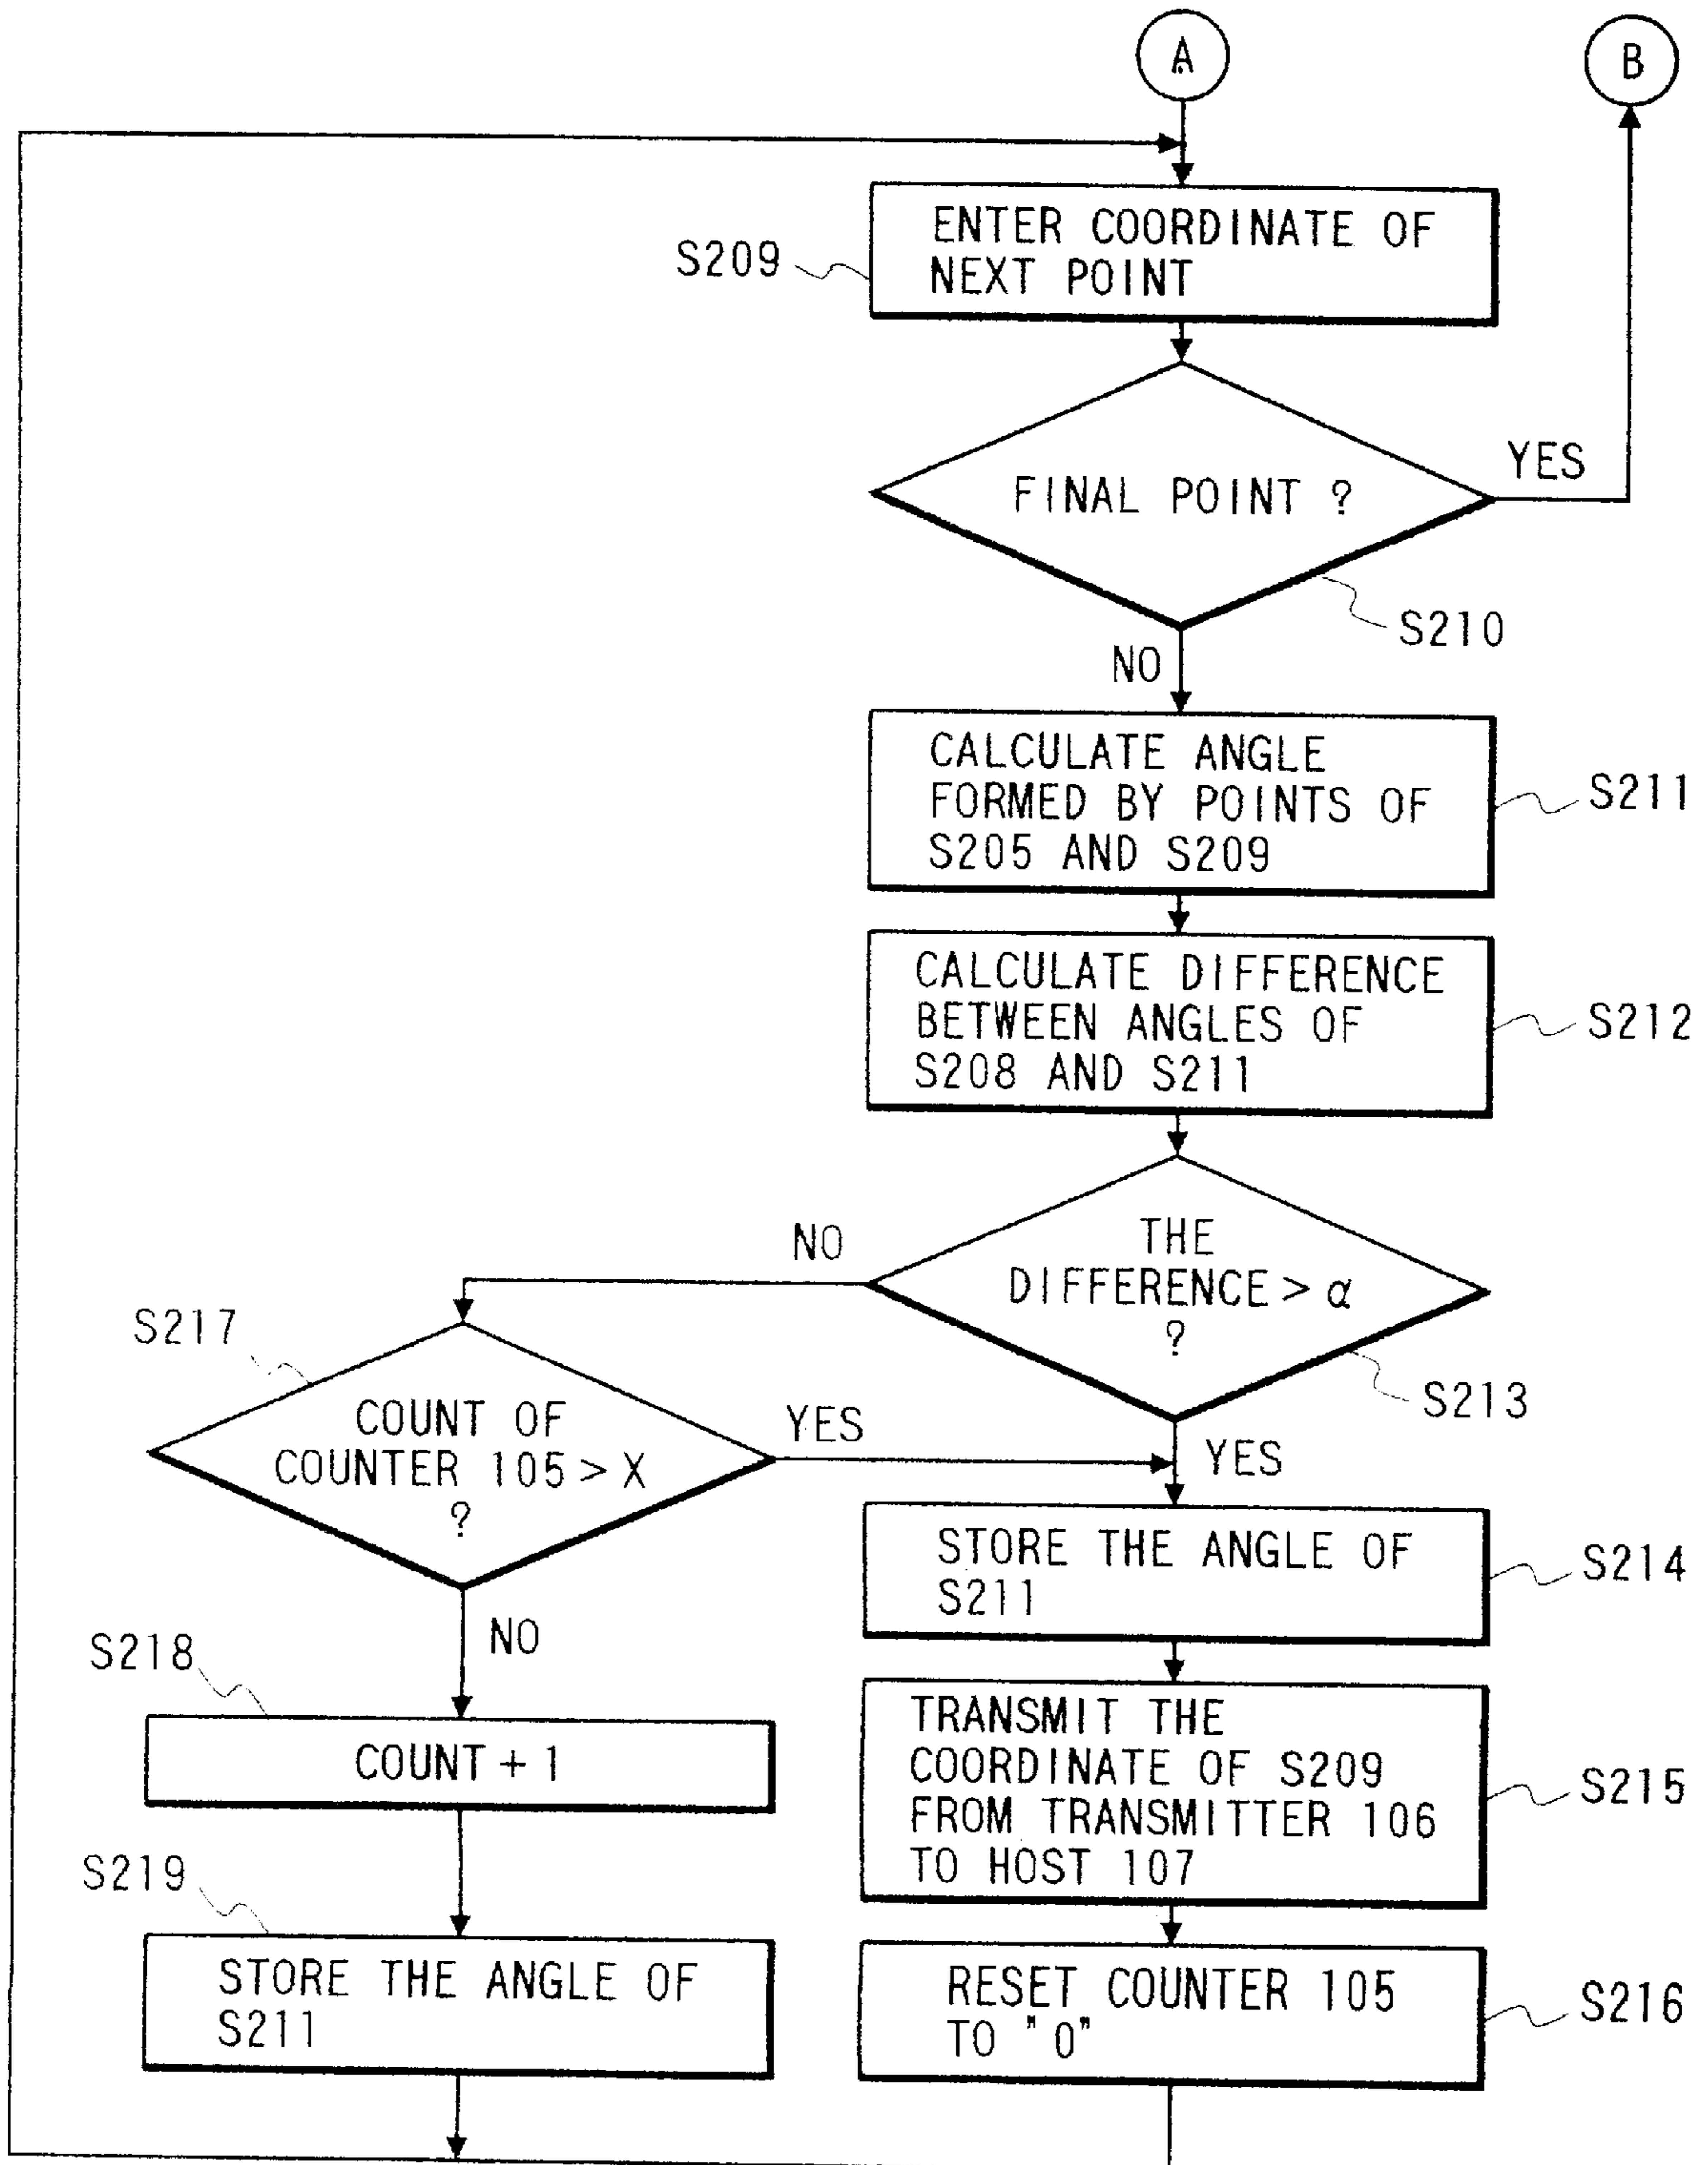 A
B
ENTER COORDINATE OF
NEXT POINT
S209
FINAL POINT ?
YES
S210
NO
CALCULATE ANGLE
FORMED BY POINTS OF
S205 AND S209
S211
CALCULATE DIFFERENCE
BETWEEN ANGLES OF
S208 AND S211
S212
THE
DIFFERENCE > α
?
NO
S213
YES
S217
COUNT OF
COUNTER 105 > X
?
YES
NO
STORE THE ANGLE OF
S211
S214
S218
COUNT + 1
TRANSMIT THE
COORDINATE OF S209
FROM TRANSMITTER 106
TO HOST 107
S215
S219
STORE THE ANGLE OF
S211
RESET COUNTER 105
TO "0"
S216